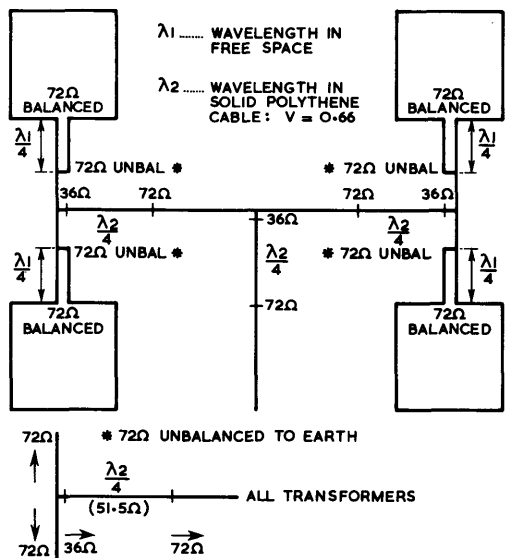 λ1 ....... WAVELENGTH IN
FREE SPACE
λ2 ....... WAVELENGTH IN
SOLID POLYTHENE
CABLE: V = 0·66
72Ω
BALANCED
72Ω
BALANCED
λ1/4
λ1/4
72Ω UNBAL *
* 72Ω UNBAL
36Ω
72Ω
72Ω
36Ω
λ2/4
36Ω
λ2/4
λ1/4
72Ω UNBAL *
λ2/4
* 72Ω UNBAL
λ1/4
72Ω
BALANCED
72Ω
72Ω
BALANCED
72Ω
* 72Ω UNBALANCED TO EARTH
λ2/4
(51·5Ω)
ALL TRANSFORMERS
72Ω
36Ω
72Ω